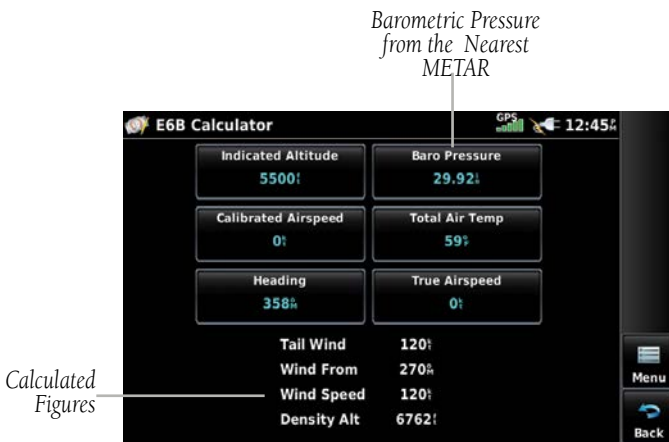 Barometric Pressure
from the Nearest
METAR
E6B Calculator
GPS
12:45 P M
Indicated Altitude
5500 F T
Baro Pressure
29.92 I N
Calibrated Airspeed
0 K T
Total Air Temp
59° F
Heading
358° M
True Airspeed
0 K T
Tail Wind 120 K T
Wind From 270° M
Wind Speed 120 K T
Density Alt 6762 F T
Calculated
Figures
Menu
Back